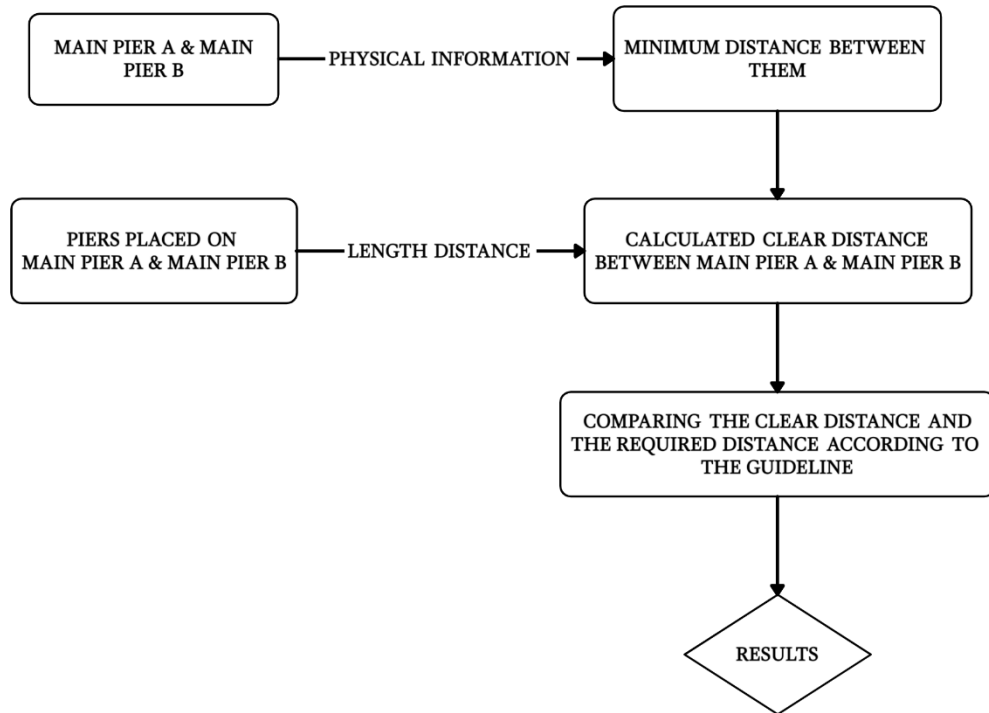 MAIN PIER A & MAIN
PIER B
PHYSICAL INFORMATION
MINIMUM DISTANCE BETWEEN
THEM
PIERS PLACED ON
MAIN PIER A & MAIN PIER B
LENGTH DISTANCE
CALCULATED CLEAR DISTANCE
BETWEEN MAIN PIER A & MAIN PIER B
COMPARING THE CLEAR DISTANCE AND
THE REQUIRED DISTANCE ACCORDING TO
THE GUIDELINE
RESULTS